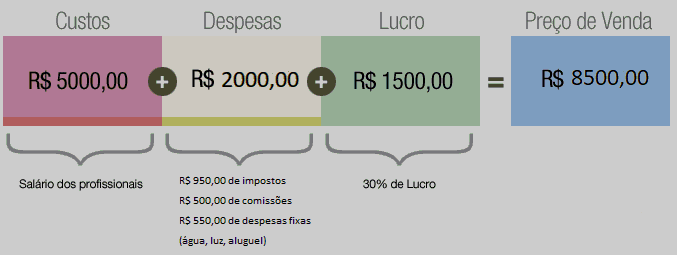 Custos Despesas Lucro Preço de Venda
R$ 5000,00 + R$ 2000,00 + R$ 1500,00 = R$ 8500,00
Salário dos profissionais
R$ 950,00 de impostos
R$ 500,00 de comissões
R$ 550,00 de despesas fixas
(água, luz, aluguel)
30% de Lucro